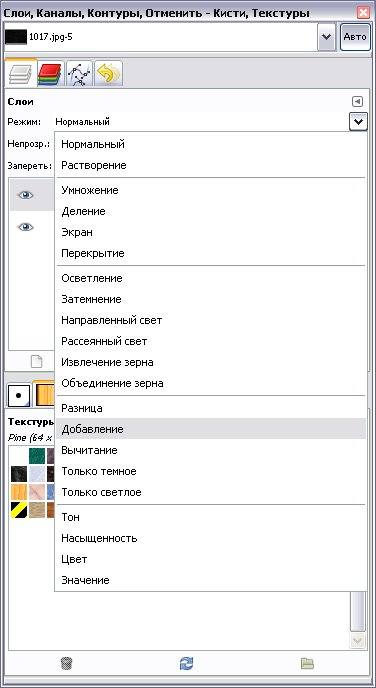 Слои, Каналы, Контуры, Отменить - Кисти, Текстуры
1017.jpg-5
Авто
Слои
Режим: Нормальный
Непрозр.:
Запереть:
Нормальный
Растворение
Умножение
Деление
Экран
Перекрытие
Осветление
Затемнение
Направленный свет
Рассеянный свет
Извлечение зерна
Объединение зерна
Разница
Добавление
Вычитание
Только темное
Только светлое
Тон
Насыщенность
Цвет
Значение
Текстуры
Pine (64 x